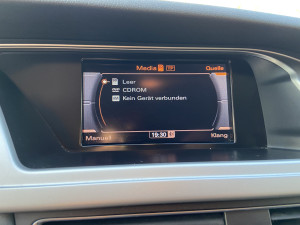 Media
Quelle
Leer
CDROM
Kein Gerät verbunden
Manuell
19:30
Klang